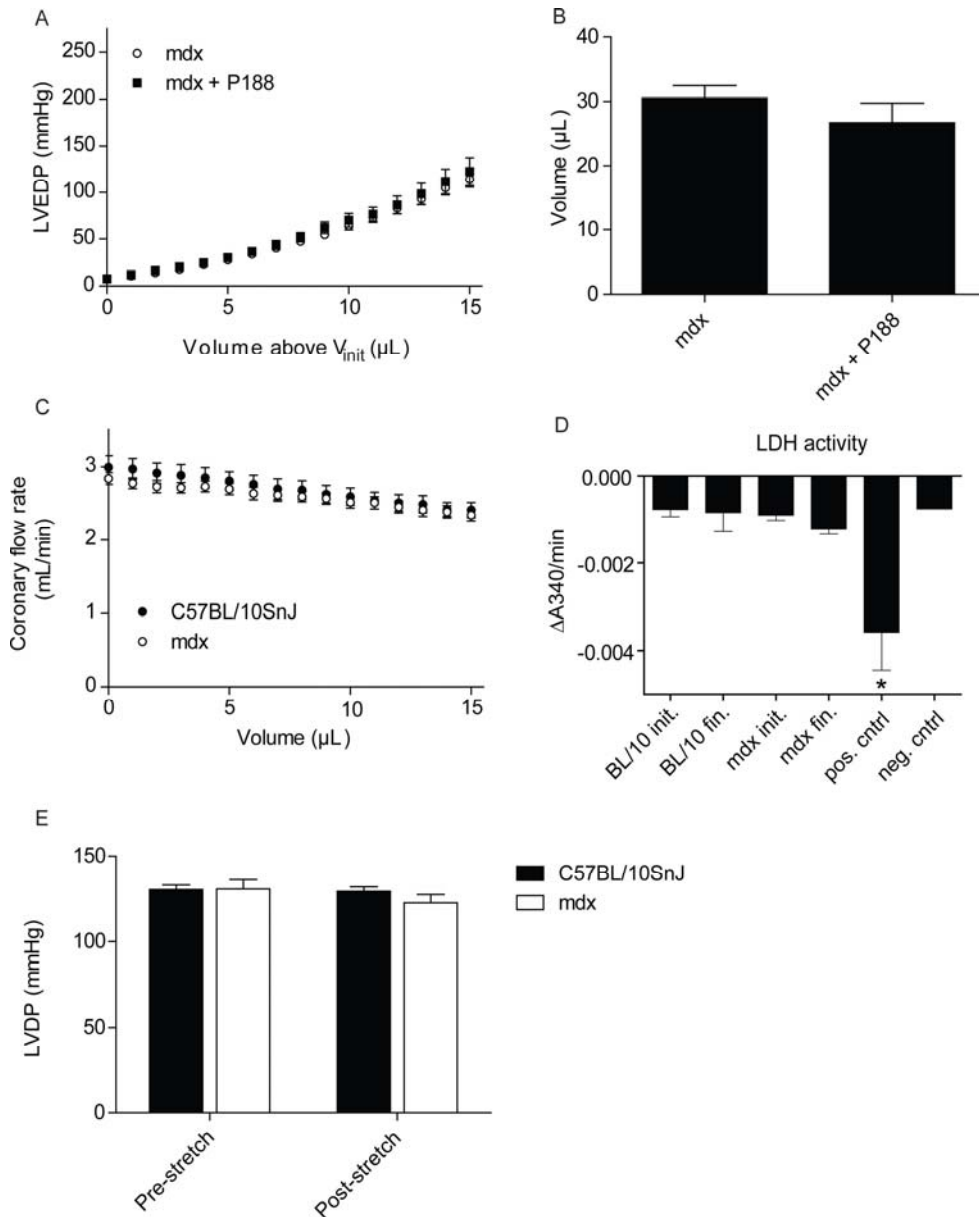 A
mdx
mdx + P188
250
200
150
100
50
0
LVEDP (mmHg)
0 5 10 15
Volume above Vinit (µL)
B
40
30
20
10
0
Volume (µL)
mdx
mdx + P188
C
3
2
1
0
Coronary flow rate
(mL/min)
C57BL/10SnJ
mdx
0 5 10 15
Volume (µL)
D
LDH activity
0.000
-0.002
-0.004
ΔA340/min
*
BL/10 init.
BL/10 fin.
mdx init.
mdx fin.
pos. cntrl
neg. cntrl
E
150
100
50
0
LVDP (mmHg)
Pre-stretch
Post-stretch
C57BL/10SnJ
mdx